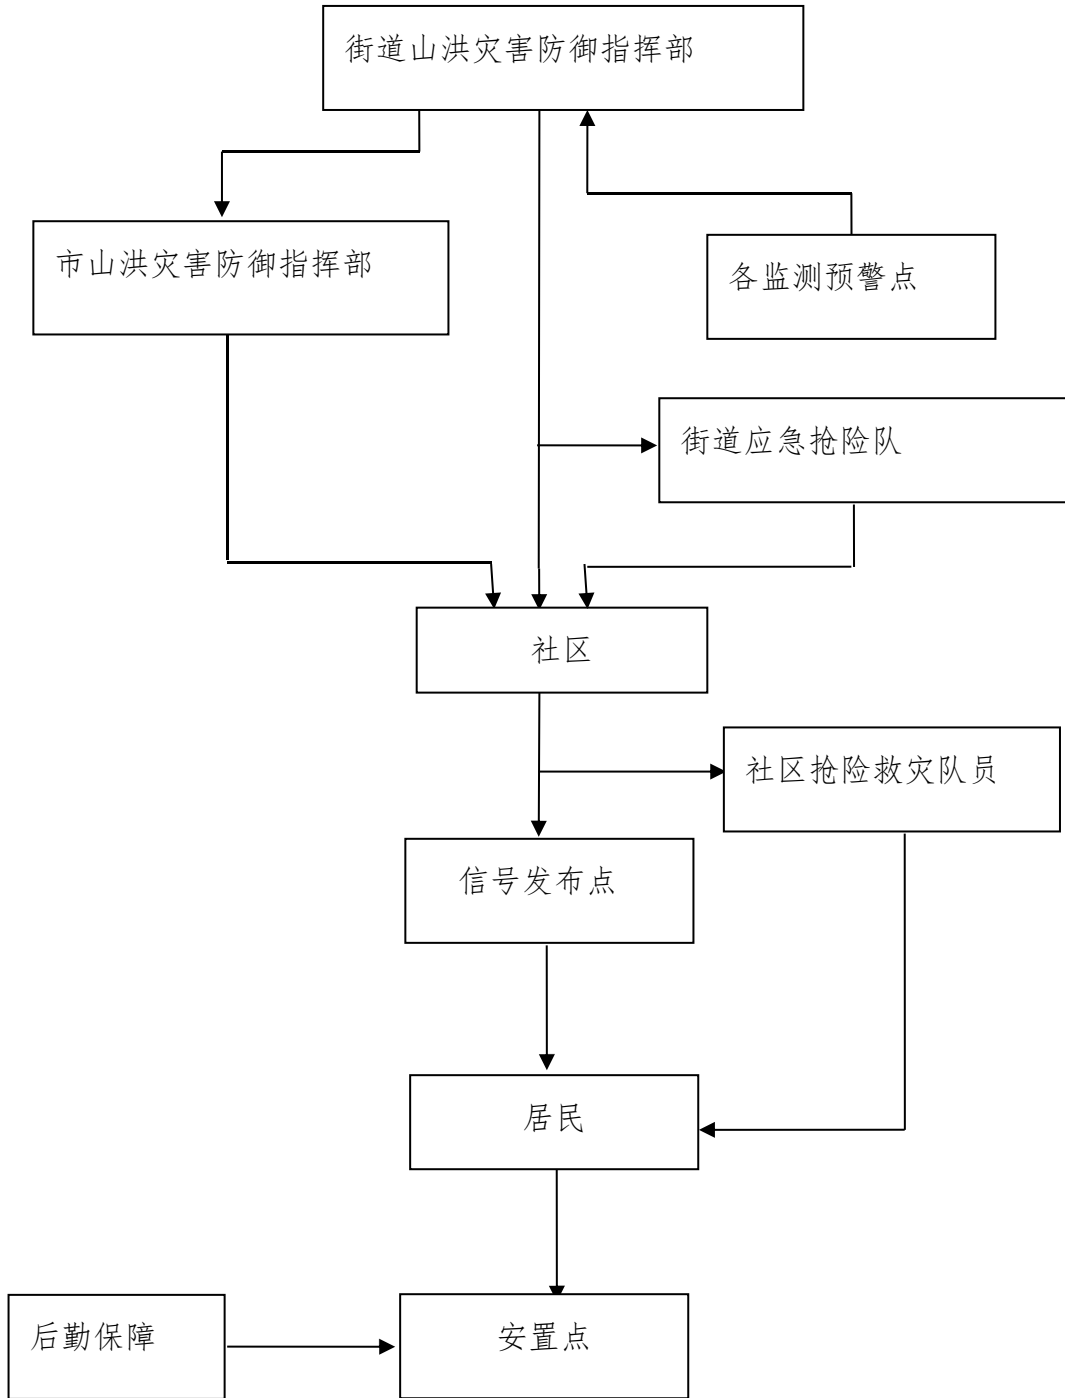 街道山洪灾害防御指挥部
市山洪灾害防御指挥部
各监测预警点
街道应急抢险队
社区
社区抢险救灾队员
信号发布点
居民
后勤保障
安置点